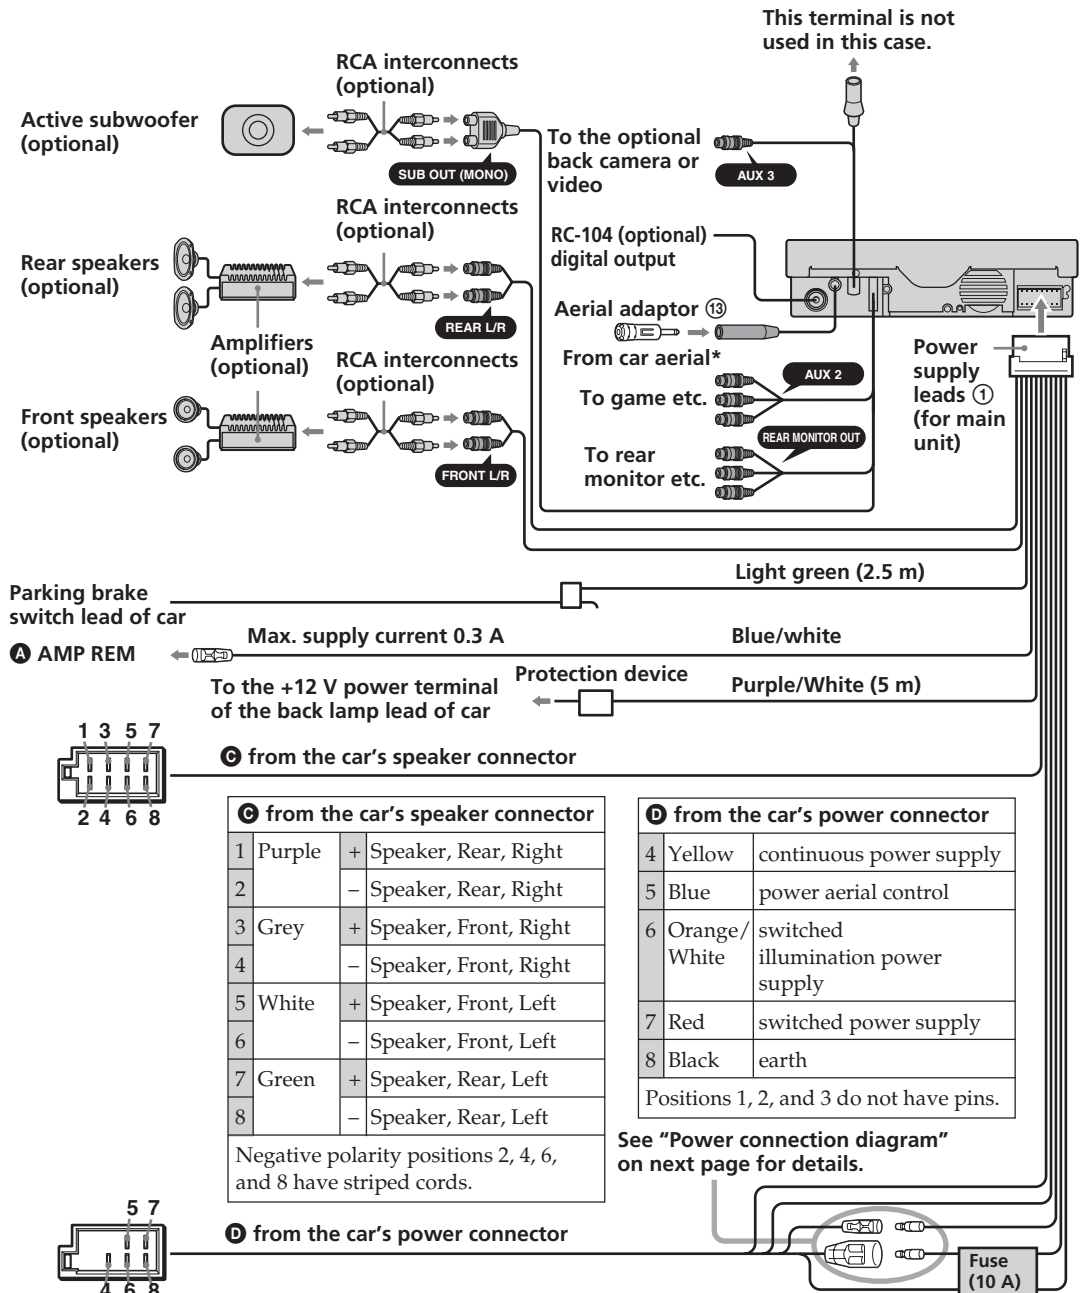 This terminal is not
used in this case.
RCA interconnects
(optional)
Active subwoofer
(optional)
SUB OUT (MONO)
To the optional
back camera or
video
AUX 3
RCA interconnects
(optional)
Rear speakers
(optional)
REAR L/R
RC-104 (optional)
digital output
Aerial adaptor ⑬
From car aerial*
Amplifiers
(optional)
RCA interconnects
(optional)
Front speakers
(optional)
FRONT L/R
AUX 2
To game etc.
REAR MONITOR OUT
To rear
monitor etc.
Power
supply
leads ①
(for main
unit)
Light green (2.5 m)
Parking brake
switch lead of car
Max. supply current 0.3 A
Blue/white
A AMP REM
Protection device
To the +12 V power terminal
of the back lamp lead of car
Purple/White (5 m)
1 3 5 7
2 4 6 8
C from the car's speaker connector
C from the car's speaker connector
1 Purple + Speaker, Rear, Right
2 – Speaker, Rear, Right
3 Grey + Speaker, Front, Right
4 – Speaker, Front, Right
5 White + Speaker, Front, Left
6 – Speaker, Front, Left
7 Green + Speaker, Rear, Left
8 – Speaker, Rear, Left
Negative polarity positions 2, 4, 6,
and 8 have striped cords.
D from the car's power connector
4 Yellow continuous power supply
5 Blue power aerial control
6 Orange/ switched
White illumination power
supply
7 Red switched power supply
8 Black earth
Positions 1, 2, and 3 do not have pins.
See "Power connection diagram"
on next page for details.
5 7
4 6 8
D from the car's power connector
Fuse
(10 A)